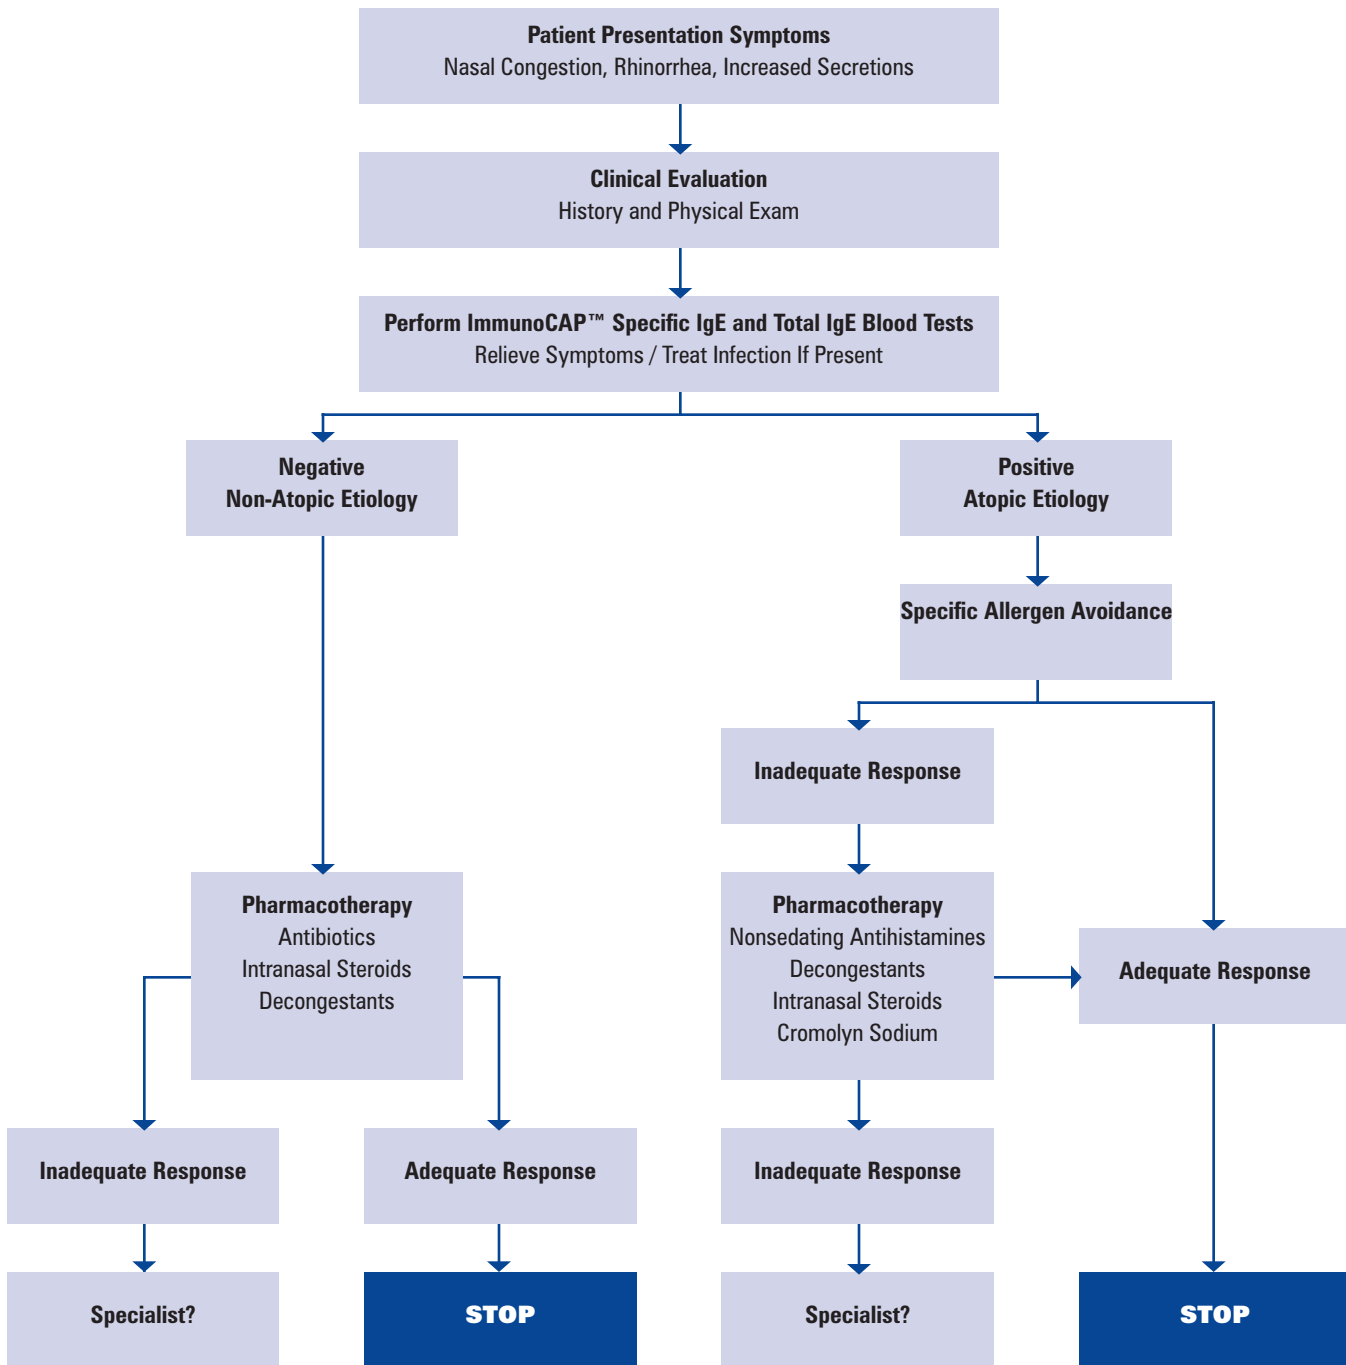 Patient Presentation Symptoms
Nasal Congestion, Rhinorrhea, Increased Secretions
Clinical Evaluation
History and Physical Exam
Perform ImmunoCAP™ Specific IgE and Total IgE Blood Tests
Relieve Symptoms / Treat Infection If Present
Negative
Non-Atopic Etiology
Positive
Atopic Etiology
Specific Allergen Avoidance
Inadequate Response
Pharmacotherapy
Antibiotics
Intranasal Steroids
Decongestants
Pharmacotherapy
Nonsedating Antihistamines
Decongestants
Intranasal Steroids
Cromolyn Sodium
Adequate Response
Inadequate Response
Adequate Response
Inadequate Response
Specialist?
STOP
Specialist?
STOP